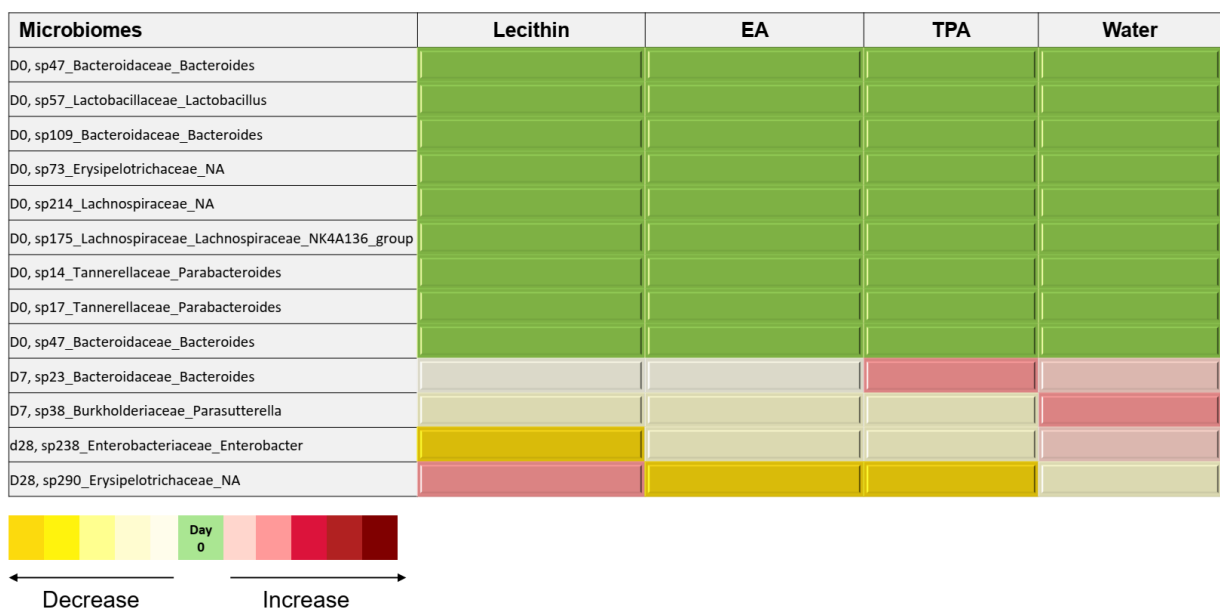 Microbiomes Lecithin EA TPA Water
D0, sp47_Bacteroidaceae_Bacteroides
D0, sp57_Lactobacillaceae_Lactobacillus
D0, sp109_Bacteroidaceae_Bacteroides
D0, sp73_Erysipelotrichaceae_NA
D0, sp214_Lachnospiraceae_NA
D0, sp175_Lachnospiraceae_Lachnospiraceae_NK4A136_group
D0, sp14_Tannerellaceae_Parabacteroides
D0, sp17_Tannerellaceae_Parabacteroides
D0, sp47_Bacteroidaceae_Bacteroides
D7, sp23_Bacteroidaceae_Bacteroides
D7, sp38_Burkholderiaceae_Parasutterella
d28, sp238_Enterobacteriaceae_Enterobacter
D28, sp290_Erysipelotrichaceae_NA
Day
0
Decrease Increase